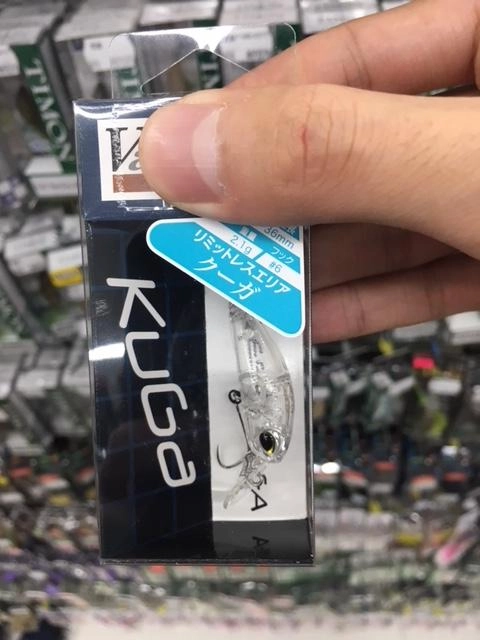 TIMON
36mm
フック
2.1g
#6
リミットレスエリア
クーガ
KuGa